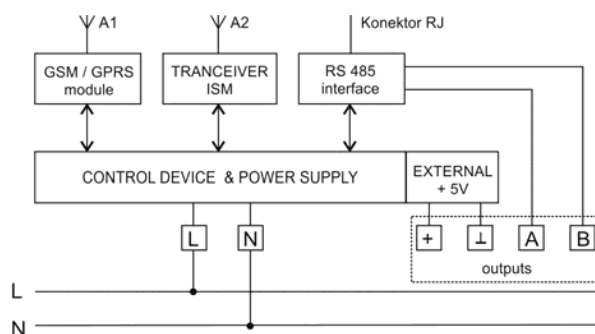 A1
A2
Konektor RJ
GSM / GPRS
module
TRANCEIVER
ISM
RS 485
interface
CONTROL DEVICE & POWER SUPPLY
EXTERNAL
+ 5V
L
N
+
⊥
A
B
outputs
L
N